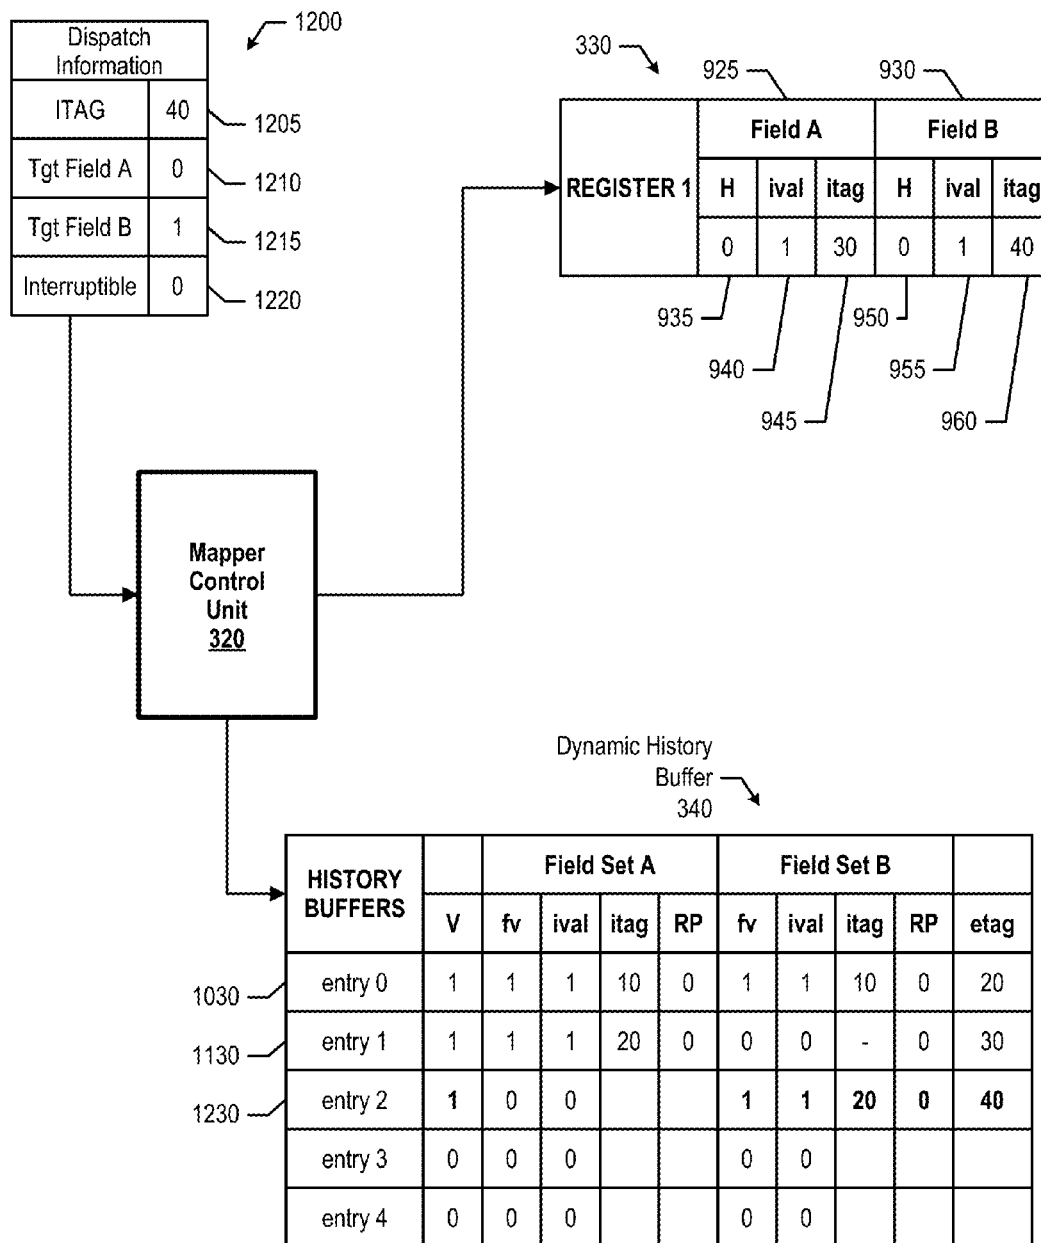 1200
Dispatch
Information
ITAG 40
1205
Tgt Field A 0
1210
Tgt Field B 1
1215
Interruptible 0
1220
330
925 930
Field A Field B
REGISTER 1 H ival itag H ival itag
0 1 30 0 1 40
935 950
940 955
945 960
Mapper
Control
Unit
320
Dynamic History
Buffer
340
HISTORY
BUFFERS
Field Set A Field Set B
V fv ival itag RP fv ival itag RP etag
1030 entry 0 1 1 1 10 0 1 1 10 0 20
1130 entry 1 1 1 1 20 0 0 0 - 0 30
1230 entry 2 1 0 0 1 1 20 0 40
entry 3 0 0 0 0 0
entry 4 0 0 0 0 0